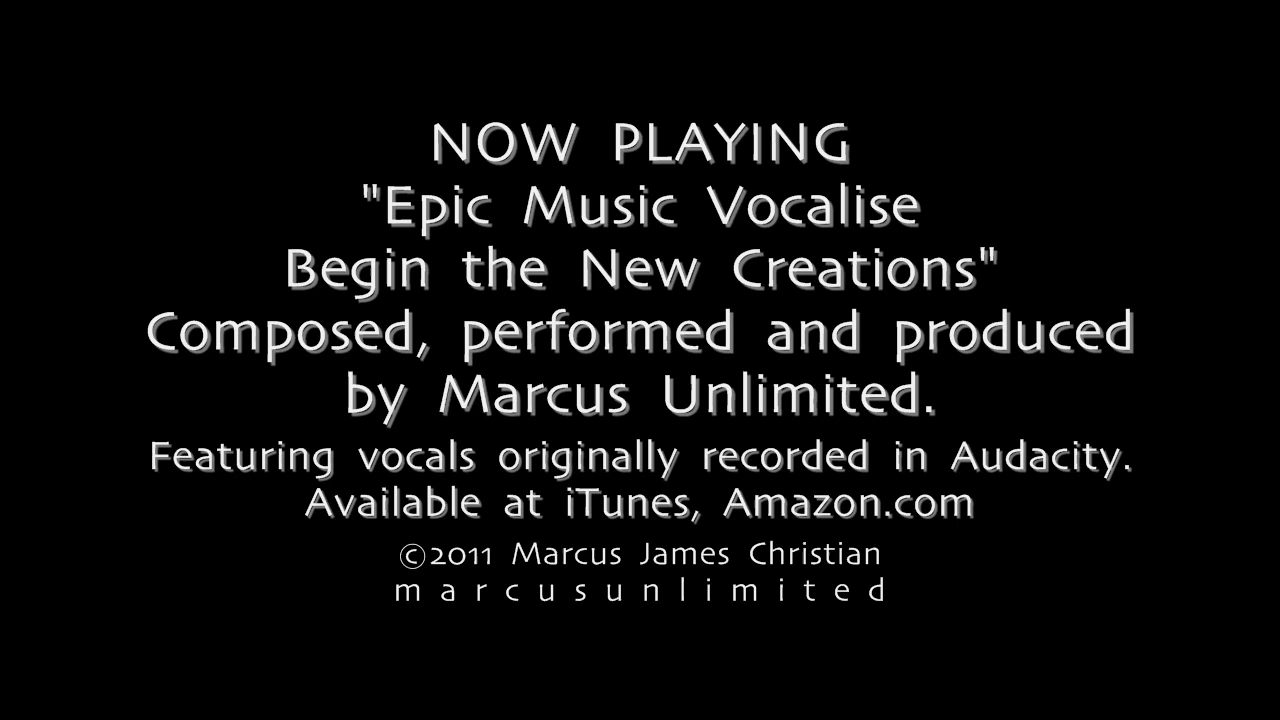 NOW PLAYING
"Epic Music Vocalise
Begin the New Creations"
Composed, performed and produced
by Marcus Unlimited.
Featuring vocals originally recorded in Audacity.
Available at iTunes, Amazon.com
©2011 Marcus James Christian
marcusunlimited